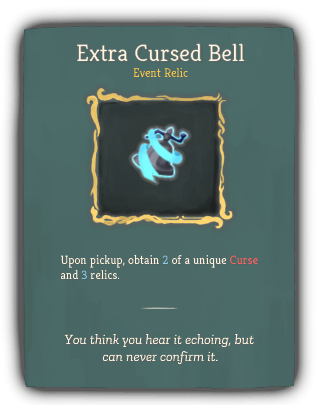 Extra Cursed Bell
Event Relic
Upon pickup, obtain 2 of a unique Curse
and 3 relics.
You think you hear it echoing, but
can never confirm it.